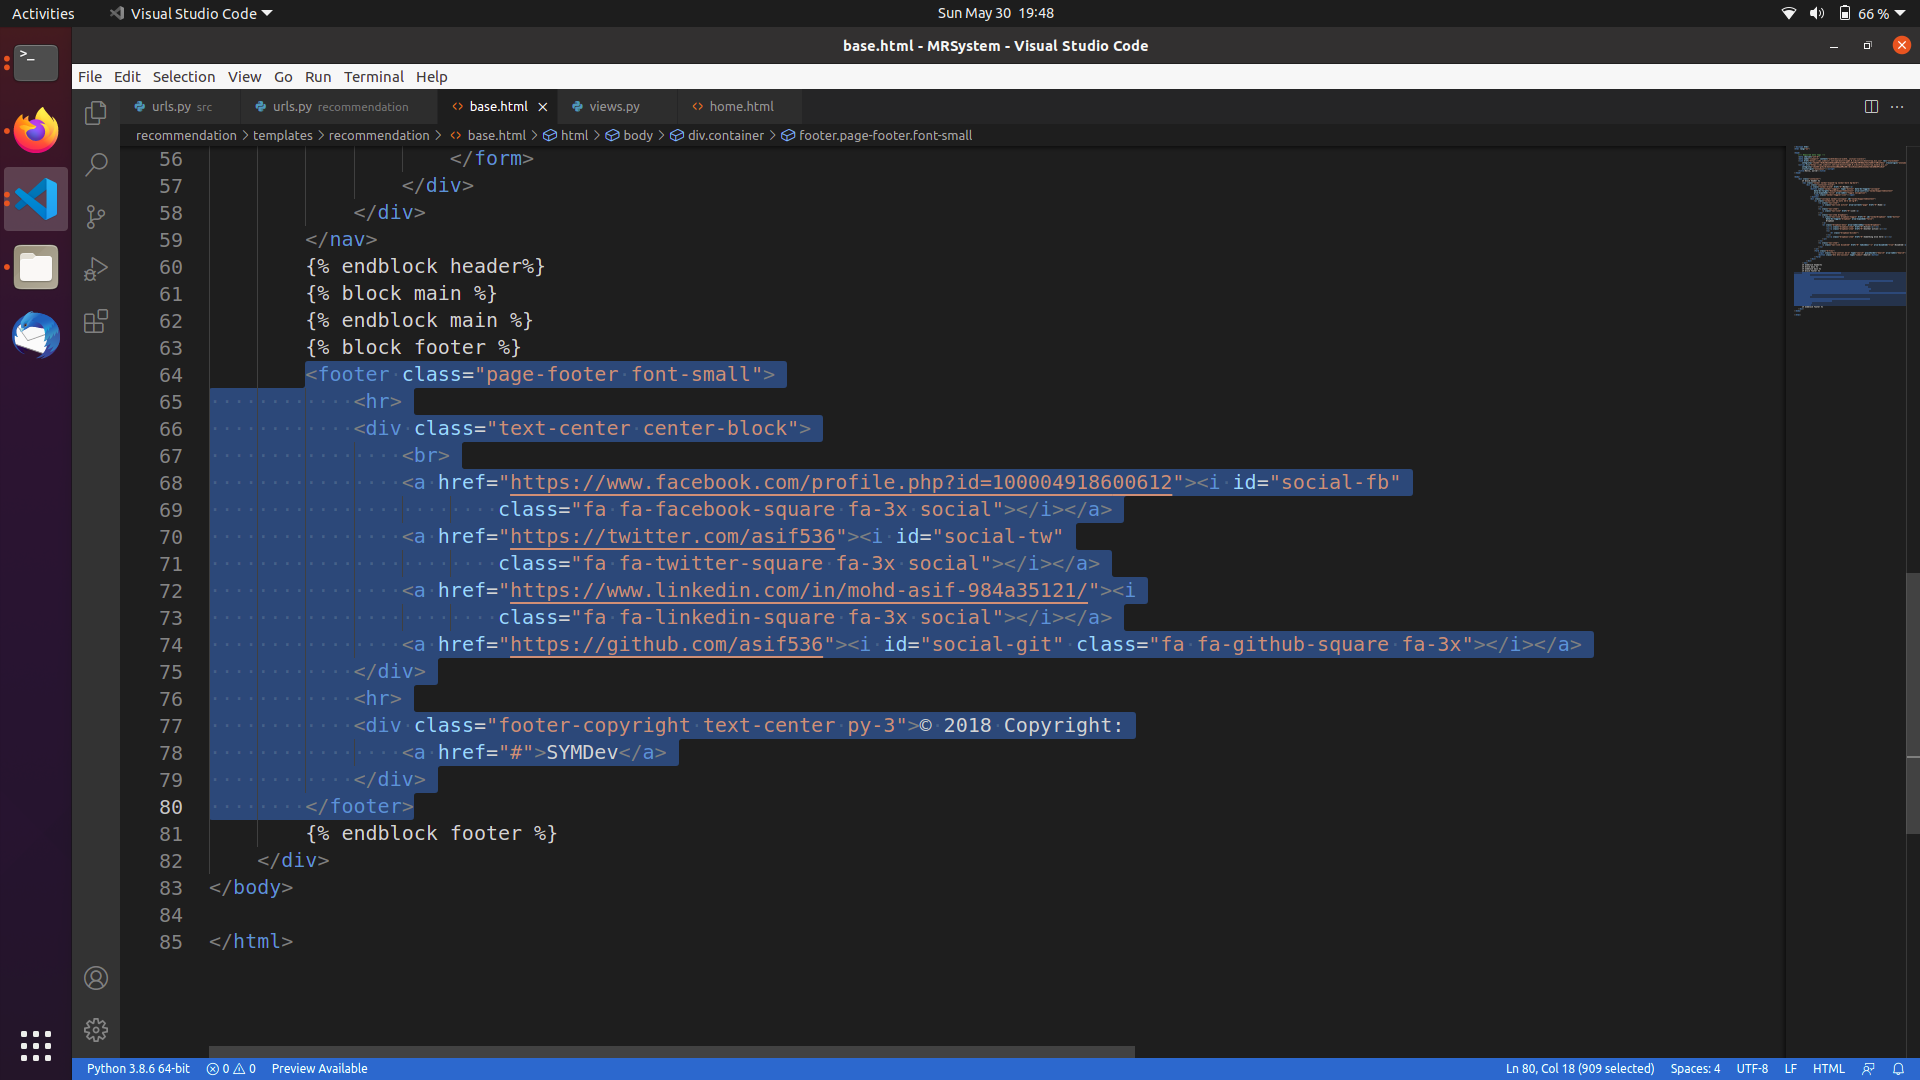 Activities Visual Studio Code Sun May 30 19:48 66 %
base.html - MRSystem - Visual Studio Code
File Edit Selection View Go Run Terminal Help
urls.py src urls.py recommendation base.html views.py home.html
recommendation > templates > recommendation > base.html > html > body > div.container > footer.page-footer.font-small
56 </form>
57 </div>
58 </div>
59 </nav>
60 {% endblock header%}
61 {% block main %}
62 {% endblock main %}
63 {% block footer %}
64 <footer class="page-footer font-small">
65 <hr>
66 <div class="text-center center-block">
67 <br>
68 <a href="https://www.facebook.com/profile.php?id=100004918600612"><i id="social-fb"
69 class="fa fa-facebook-square fa-3x social"></i></a>
70 <a href="https://twitter.com/asif536"><i id="social-tw"
71 class="fa fa-twitter-square fa-3x social"></i></a>
72 <a href="https://www.linkedin.com/in/mohd-asif-984a35121/"><i
73 class="fa fa-linkedin-square fa-3x social"></i></a>
74 <a href="https://github.com/asif536"><i id="social-git" class="fa fa-github-square fa-3x"></i></a>
75 </div>
76 <hr>
77 <div class="footer-copyright text-center py-3">© 2018 Copyright:
78 <a href="#">SYMDev</a>
79 </div>
80 </footer>
81 {% endblock footer %}
82 </div>
83 </body>
84
85 </html>
Python 3.8.6 64-bit 0 0 Preview Available Ln 80, Col 18 (909 selected) Spaces: 4 UTF-8 LF HTML